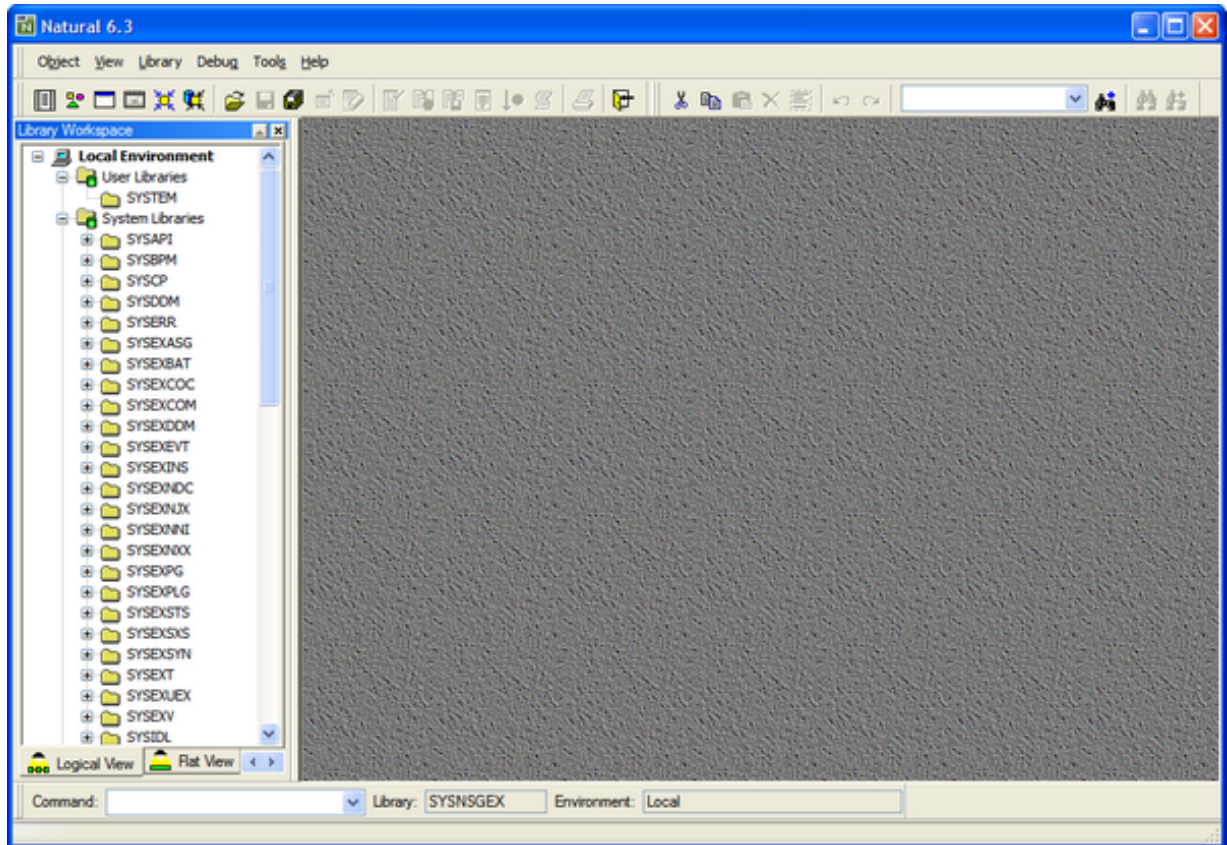 Natural 6.3
Object View Library Debug Tools Help
Library Workspace
Local Environment
User Libraries
SYSTEM
System Libraries
SYSAPI
SYSBPM
SYSCP
SYSDDM
SYSERR
SYSEXASG
SYSEXBAT
SYSEXCOC
SYSEXCOM
SYSEXDDM
SYSEXEVT
SYSEXINS
SYSEXNDC
SYSEXNJX
SYSEXNNI
SYSEXNXX
SYSEXPG
SYSEXPLG
SYSEXSTS
SYSEXSXS
SYSEXSYN
SYSEXT
SYSEXUEX
SYSEXV
SYSIDL
Logical View Flat View
Command: Library: SYSNSGEX Environment: Local